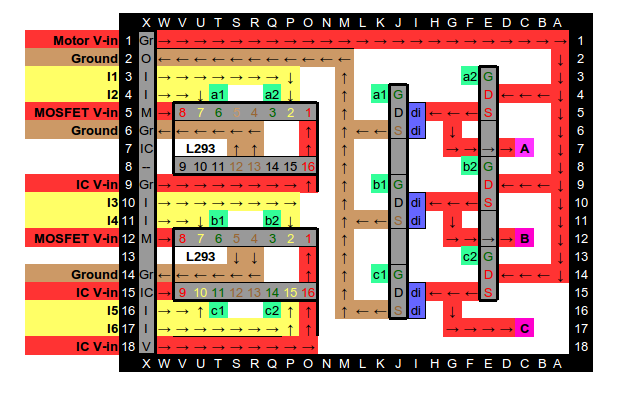 X W V U T S R Q P O N M L K J I H G F E D C B A
Motor V-in 1 Gr 1
Ground 2 O 2
I1 3 I a2 G 3
I2 4 I a1 a2 a1 G D 4
MOSFET V-in 5 M 8 7 6 5 4 3 2 1 D di S 5
Ground 6 Gr S di 6
7 IC L293 A 7
8 -- 9 10 11 12 13 14 15 16 f2 G 8
IC V-in 9 Gr b1 G D 9
I3 10 I D di S 10
I4 11 I b1 b2 S di 11
MOSFET V-in 12 M 8 7 6 5 4 3 2 1 B 12
13 L293 c2 G 13
Ground 14 Gr c1 G D 14
IC V-in 15 IC 9 10 11 12 13 14 15 16 D di S 15
I5 16 I c1 c2 S di 16
I6 17 I C 17
IC V-in 18 V 18
X W V U T S R Q P O N M L K J I H G F E D C B A